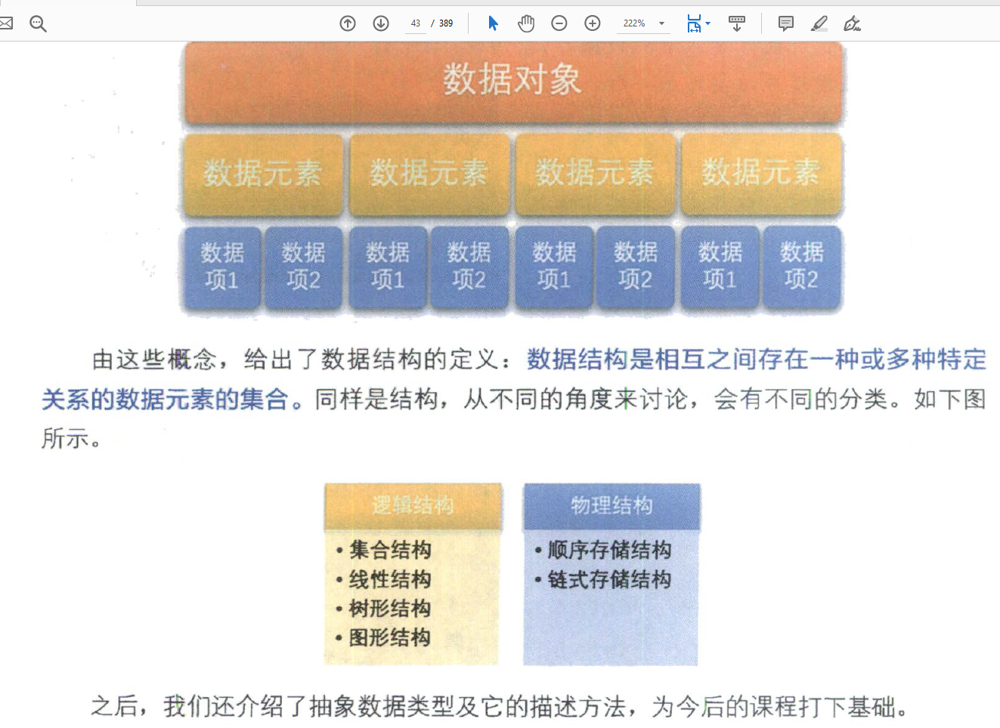 43 / 389
222%
数据对象
数据元素 数据元素 数据元素 数据元素
数据项1 数据项2 数据项1 数据项2 数据项1 数据项2 数据项1 数据项2
由这些概念，给出了数据结构的定义：数据结构是相互之间存在一种或多种特定
关系的数据元素的集合。同样是结构，从不同的角度来讨论，会有不同的分类。如下图
所示。
逻辑结构
• 集合结构
• 线性结构
• 树形结构
• 图形结构
物理结构
• 顺序存储结构
• 链式存储结构
之后，我们还介绍了抽象数据类型及它的描述方法，为今后的课程打下基础。